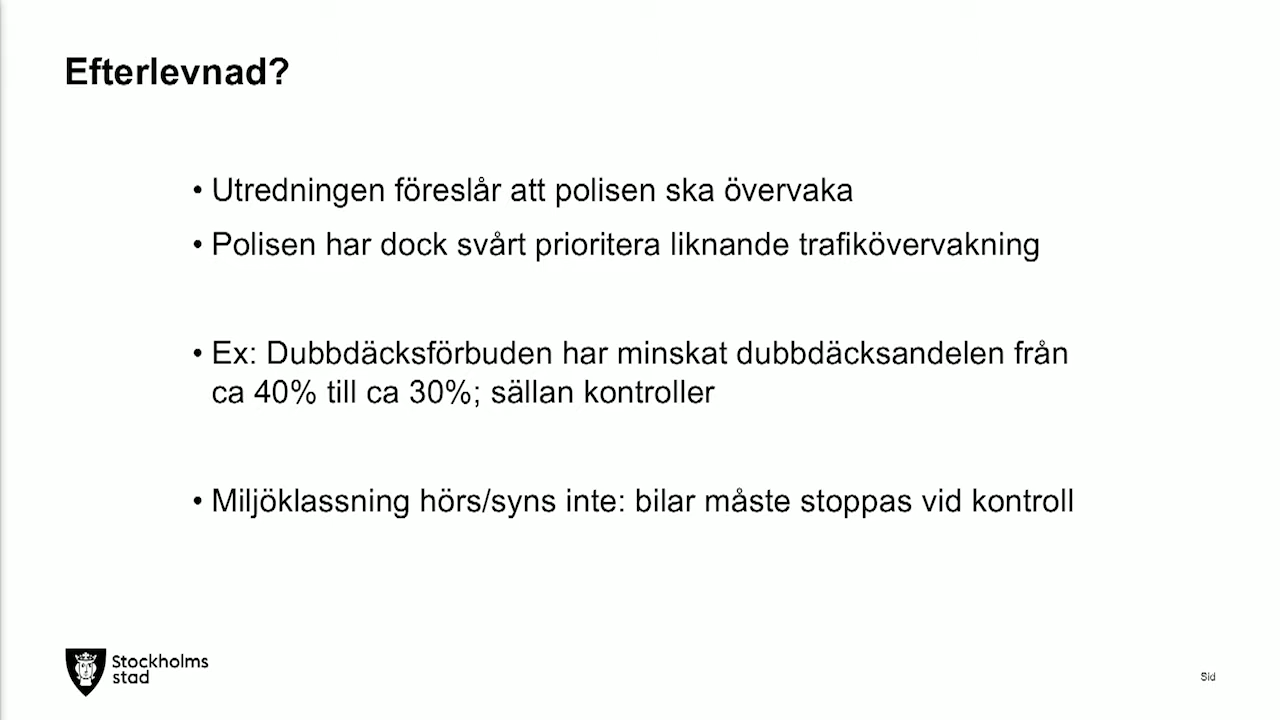 Efterlevnad?
• Utredningen föreslår att polisen ska övervaka
• Polisen har dock svårt prioritera liknande trafikövervakning
• Ex: Dubbdäcksförbuden har minskat dubbdäcksandelen från
ca 40% till ca 30%; sällan kontroller
• Miljöklassning hörs/syns inte: bilar måste stoppas vid kontroll
Stockholms
stad
Sid